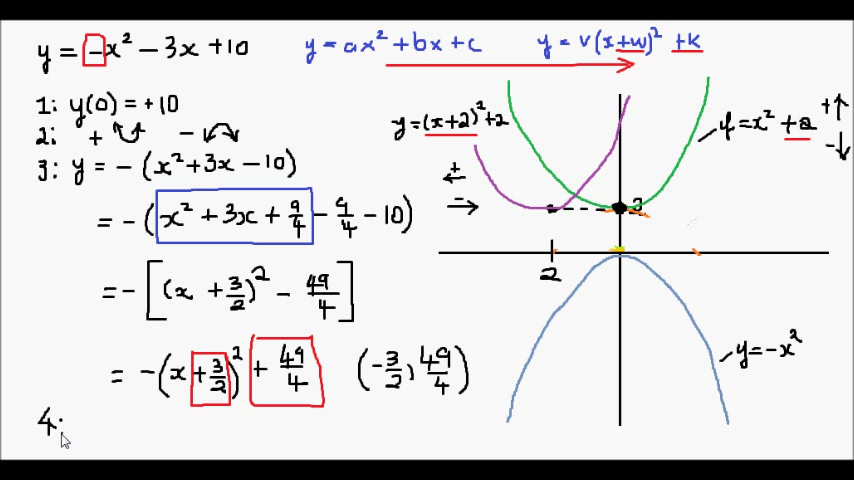 y = -x² - 3x + 10
y = ax² + bx + c
y = v(x+w)² + k
1: y(0) = +10
2: + -
3: y = -(x² + 3x - 10)
= -(x² + 3x + 9/4 - 9/4 - 10)
= -[(x + 3/2)² - 49/4]
= -(x + 3/2)² + 49/4 (-3/2, 49/4)
4:
y = (x+2)² + 2
y = x² + 2
+
-
+
-
2
y = -x²